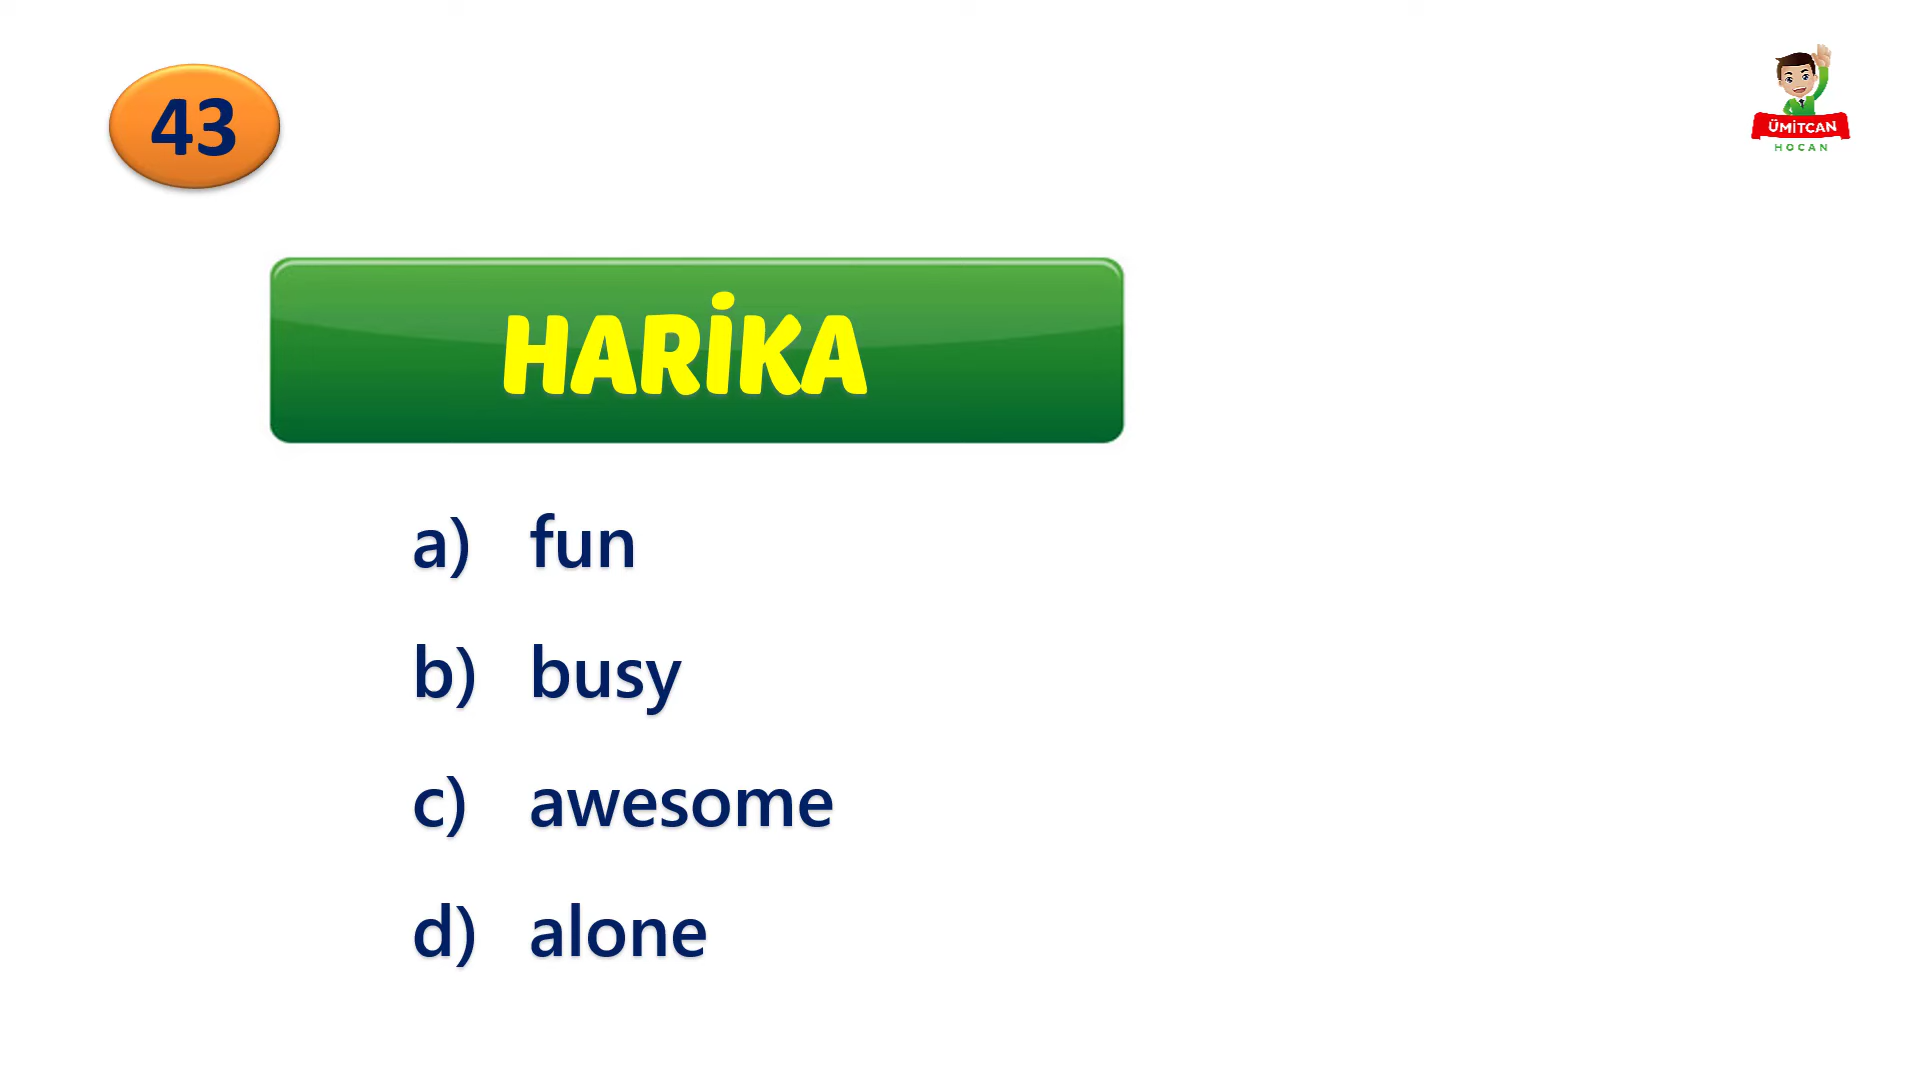 43
ÜMİTCAN
HOCAN
HARİKA
a) fun
b) busy
c) awesome
d) alone